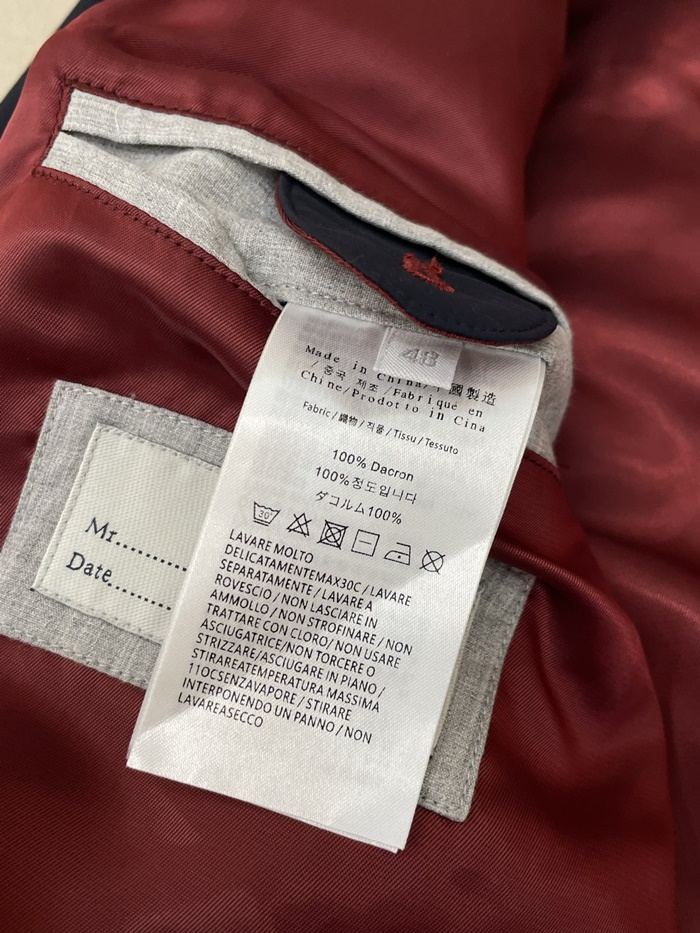 48
Made in China/ 國製造
/ 중국 제조 /Fabrique en
Chine/Prodotto in Cina
Fabric/織物/직물/Tissu/Tessuto
100% Dacron
100%정도입니다
ダコルム100%
30°
LAVARE MOLTO
DELICATAMENTEMAX30C/LAVARE
SEPARATAMENTE/LAVARE A
ROVESCIO/NON LASCIARE IN
AMMOLLO/NON STROFINARE/NON
TRATTARE CON CLORO/NON USARE
ASCIUGATRICE/NON TORCERE O
STRIZZARE/ASCIUGARE IN PIANO/
STIRAREATEMPERATURA MASSIMA
110CSENZAVAPORE/STIRARE
INTERPONENDO UN PANNO/NON
LAVAREASECCO
Mr..........
Date..........